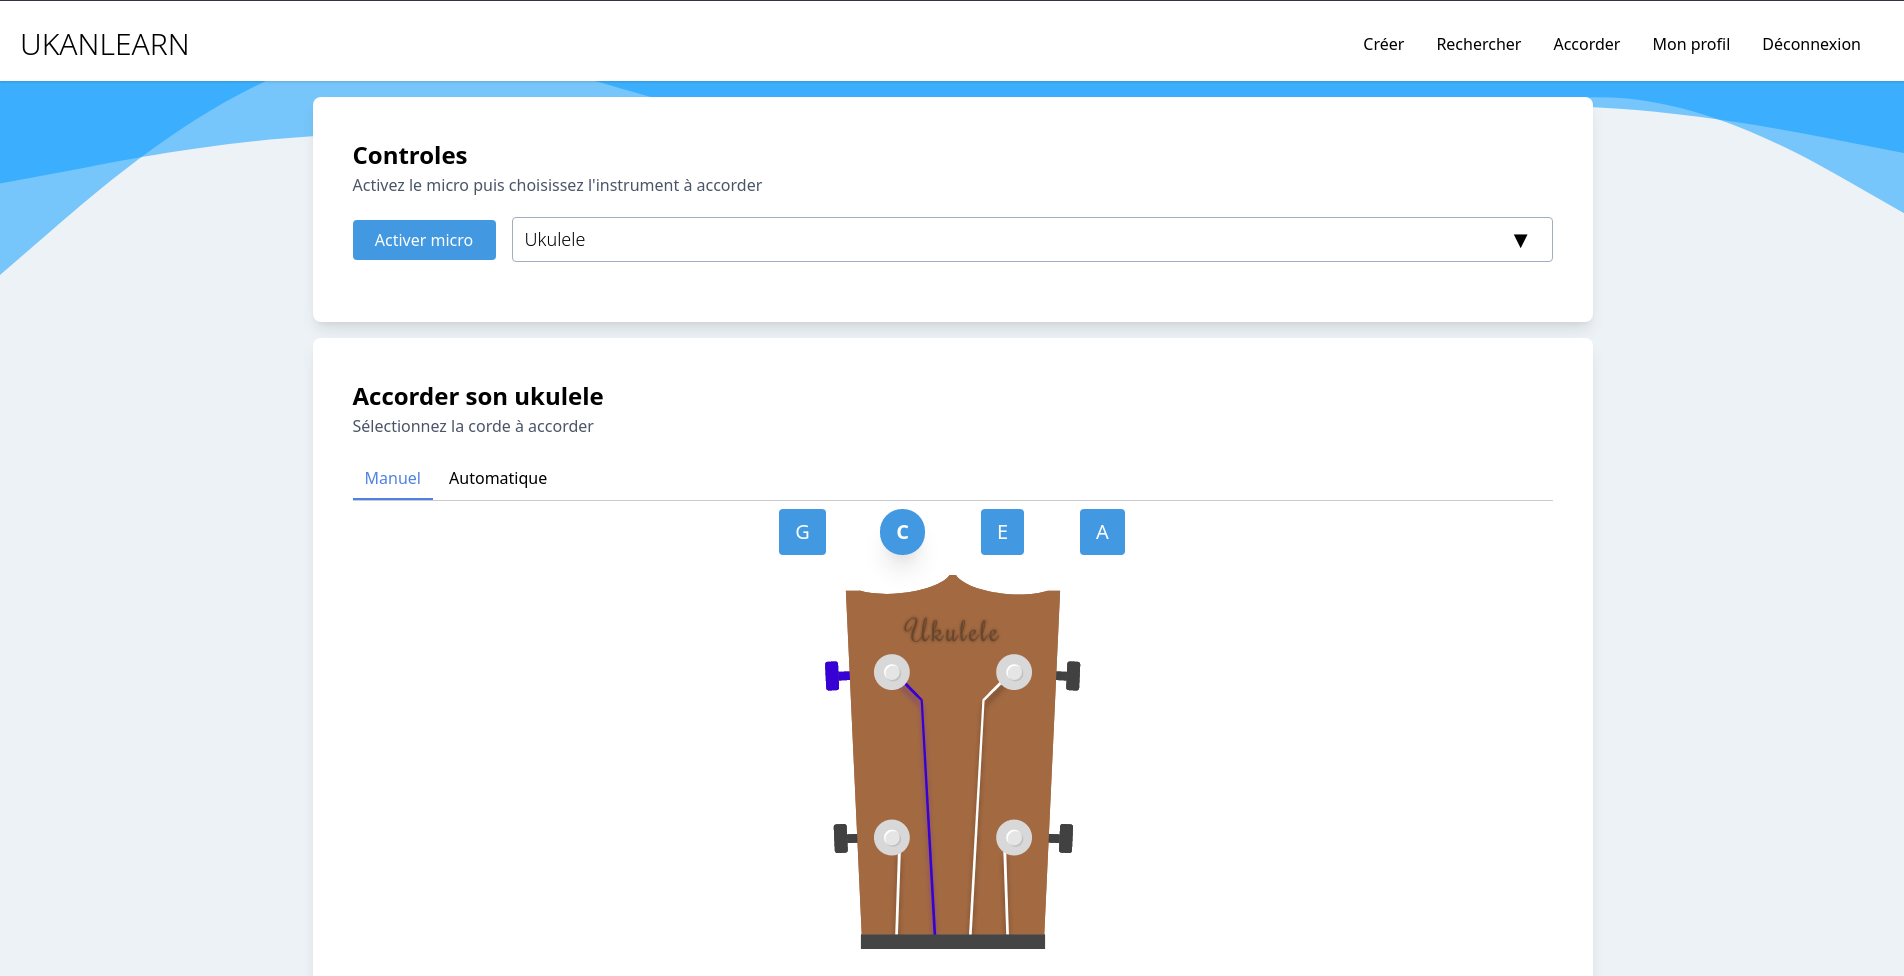 UKANLEARN
Créer Rechercher Accorder Mon profil Déconnexion
Controles
Activez le micro puis choisissez l'instrument à accorder
Activer micro
Ukulele
Accorder son ukulele
Sélectionnez la corde à accorder
Manuel Automatique
G C E A
Ukulele